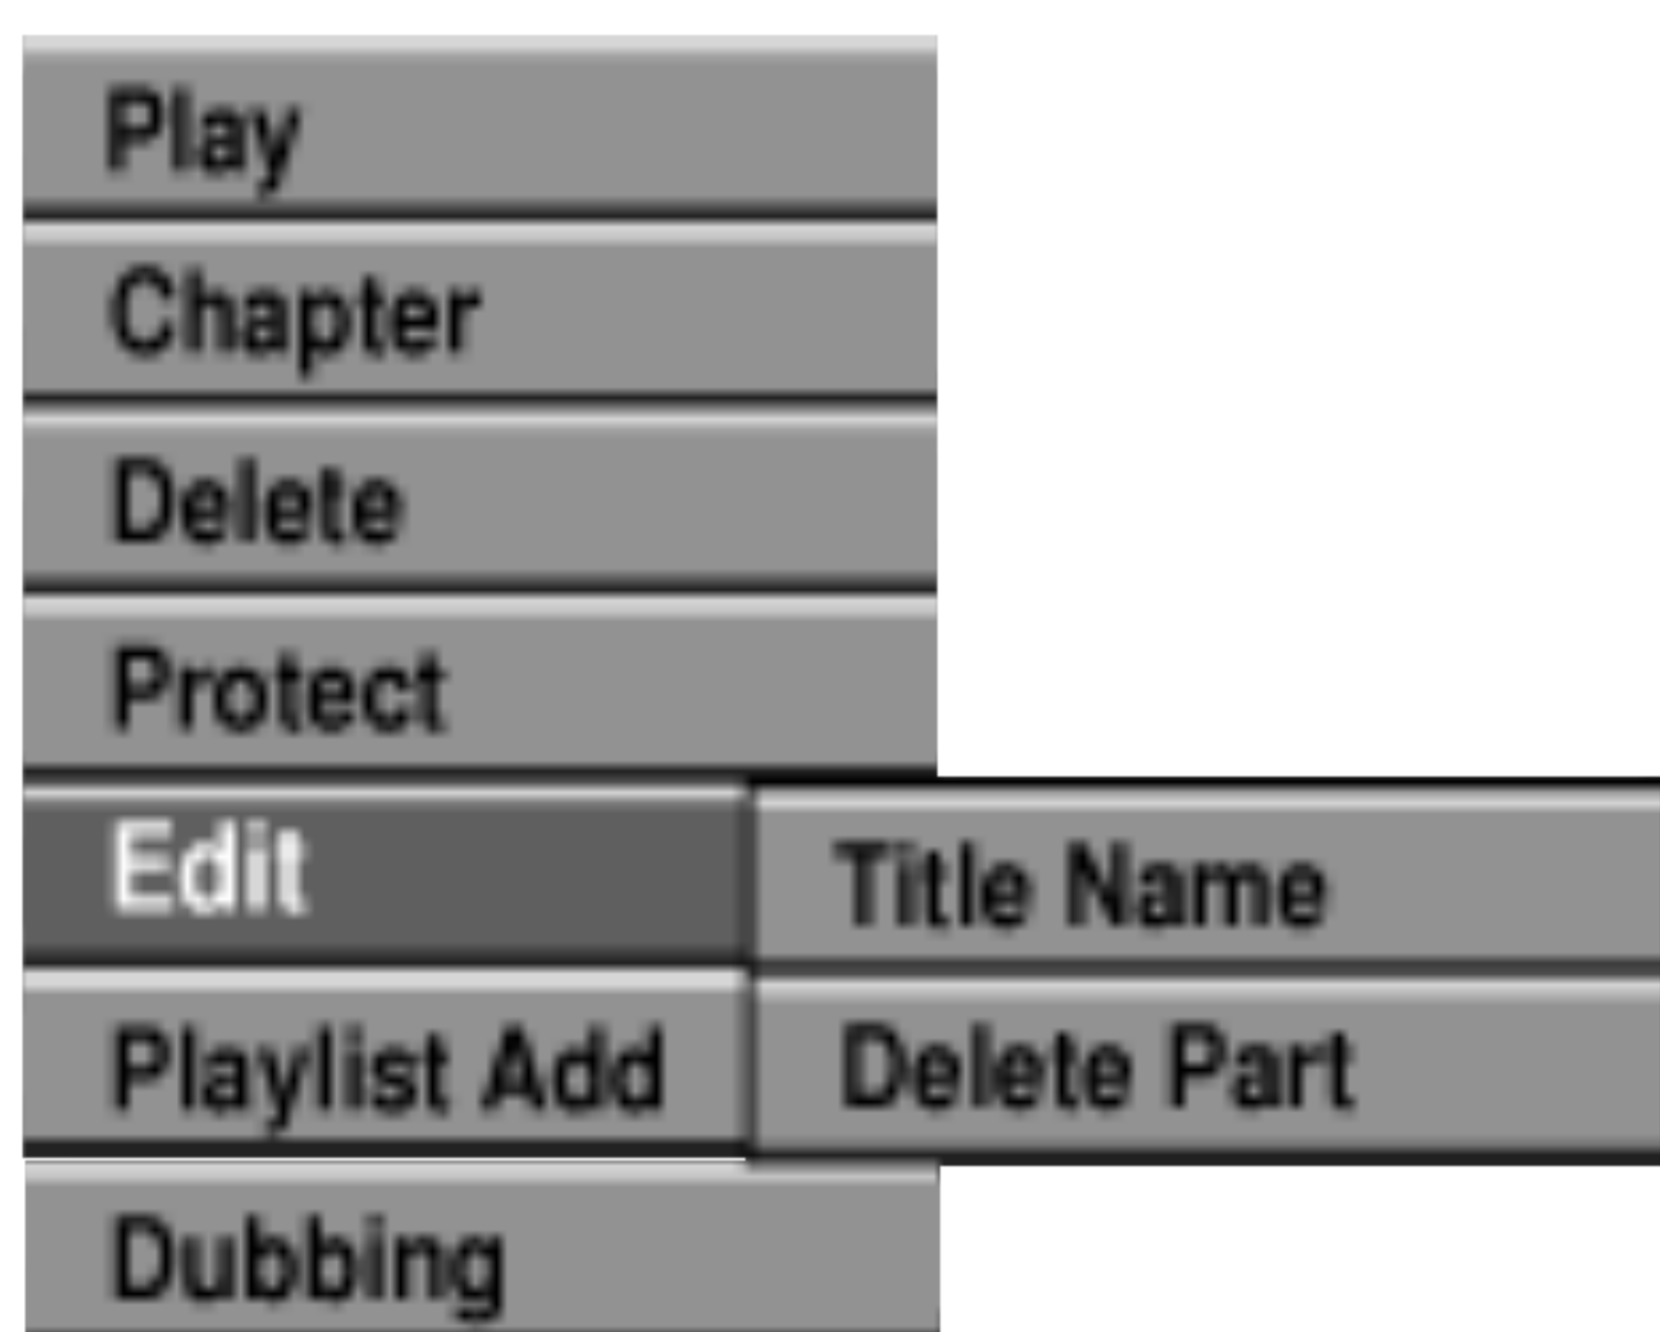 Play
Chapter
Delete
Protect
Edit
Title Name
Playlist Add
Delete Part
Dubbing